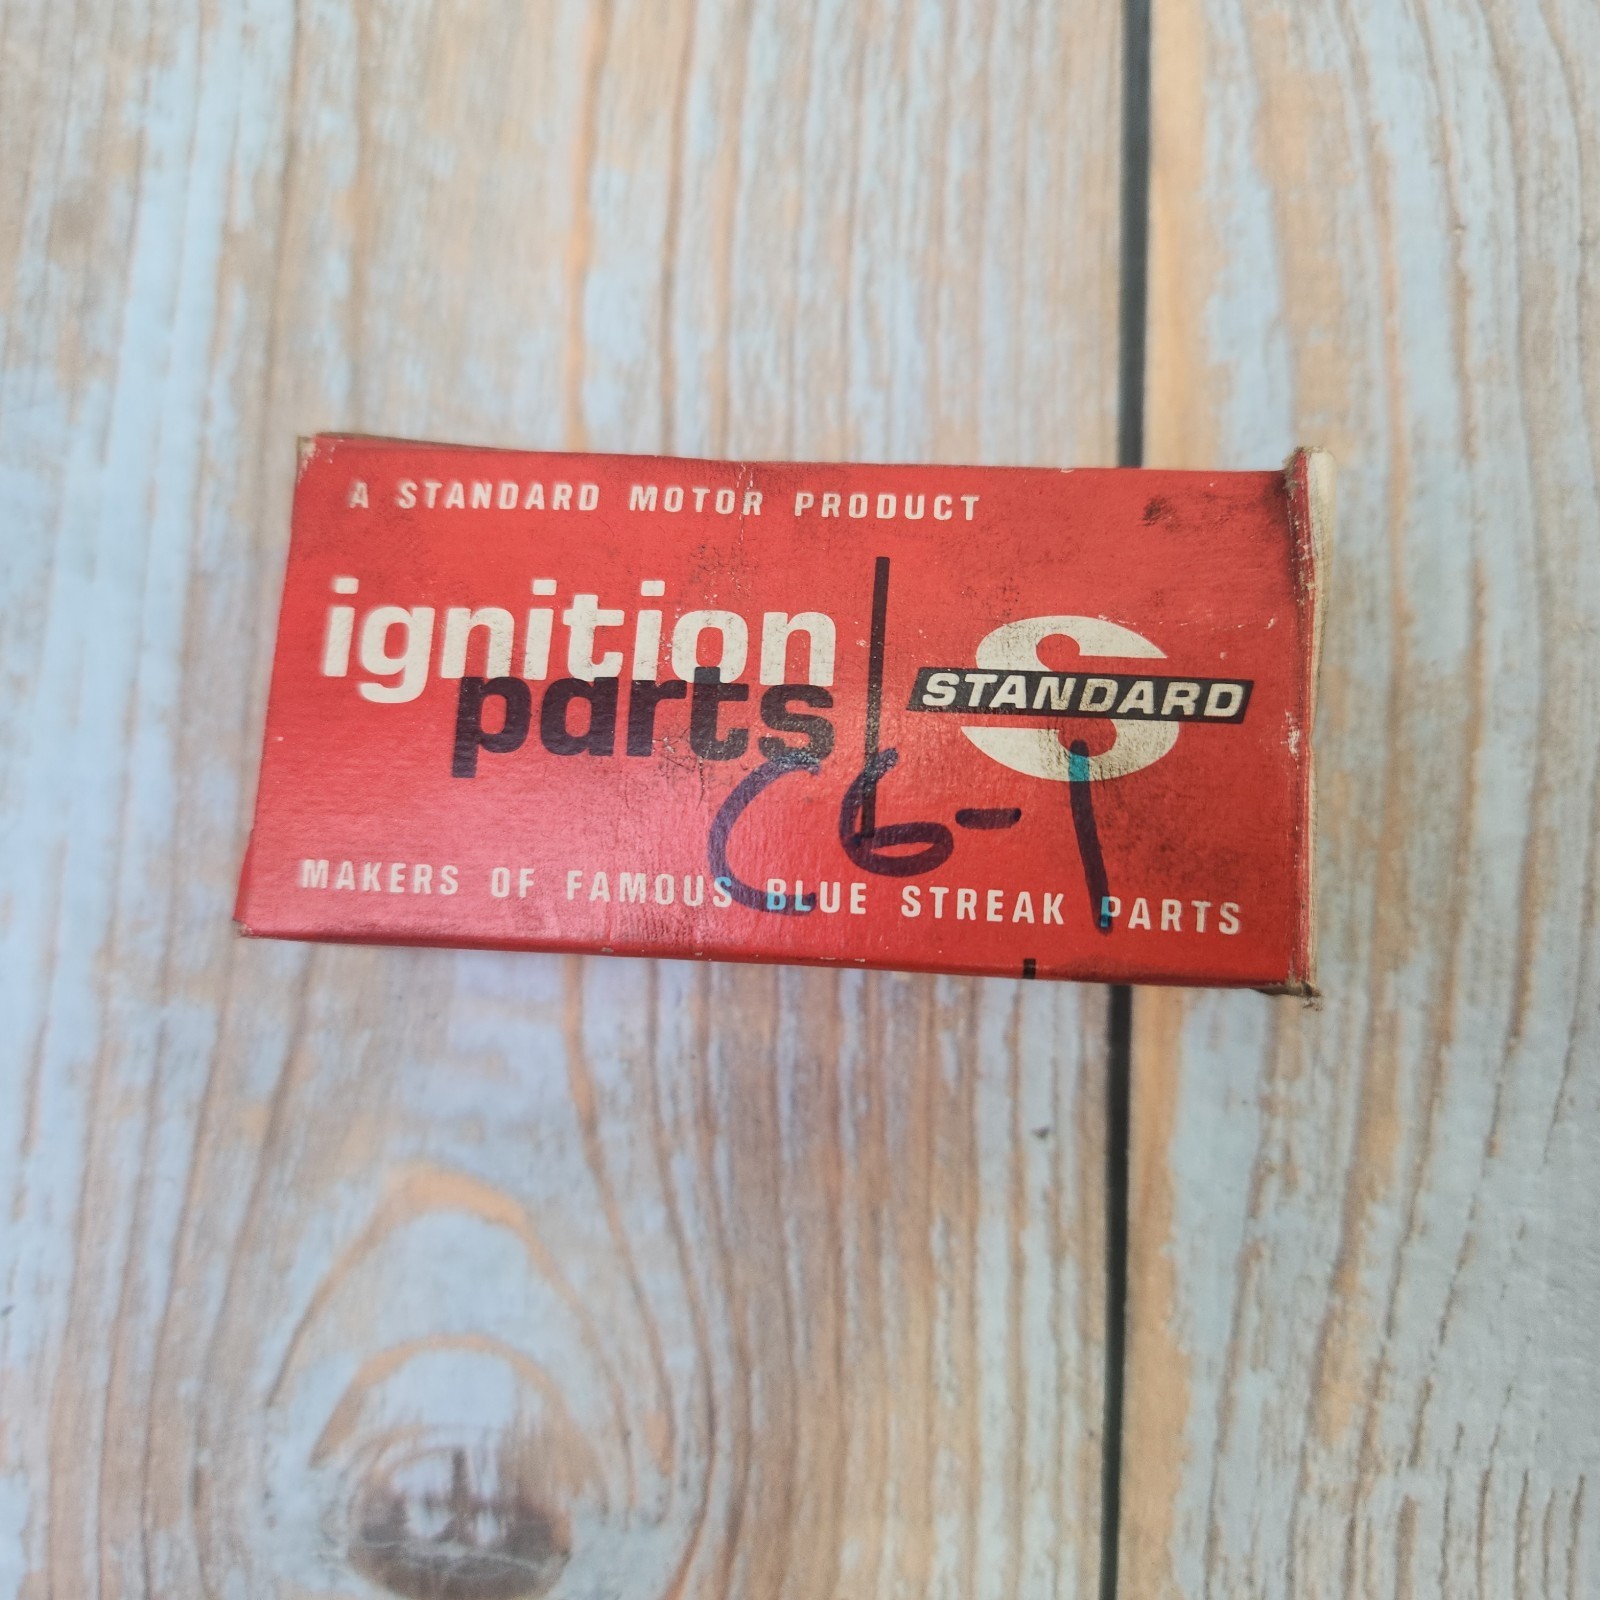 A STANDARD MOTOR PRODUCT
ignition
parts
S
STANDARD
C6-1
MAKERS OF FAMOUS BLUE STREAK PARTS